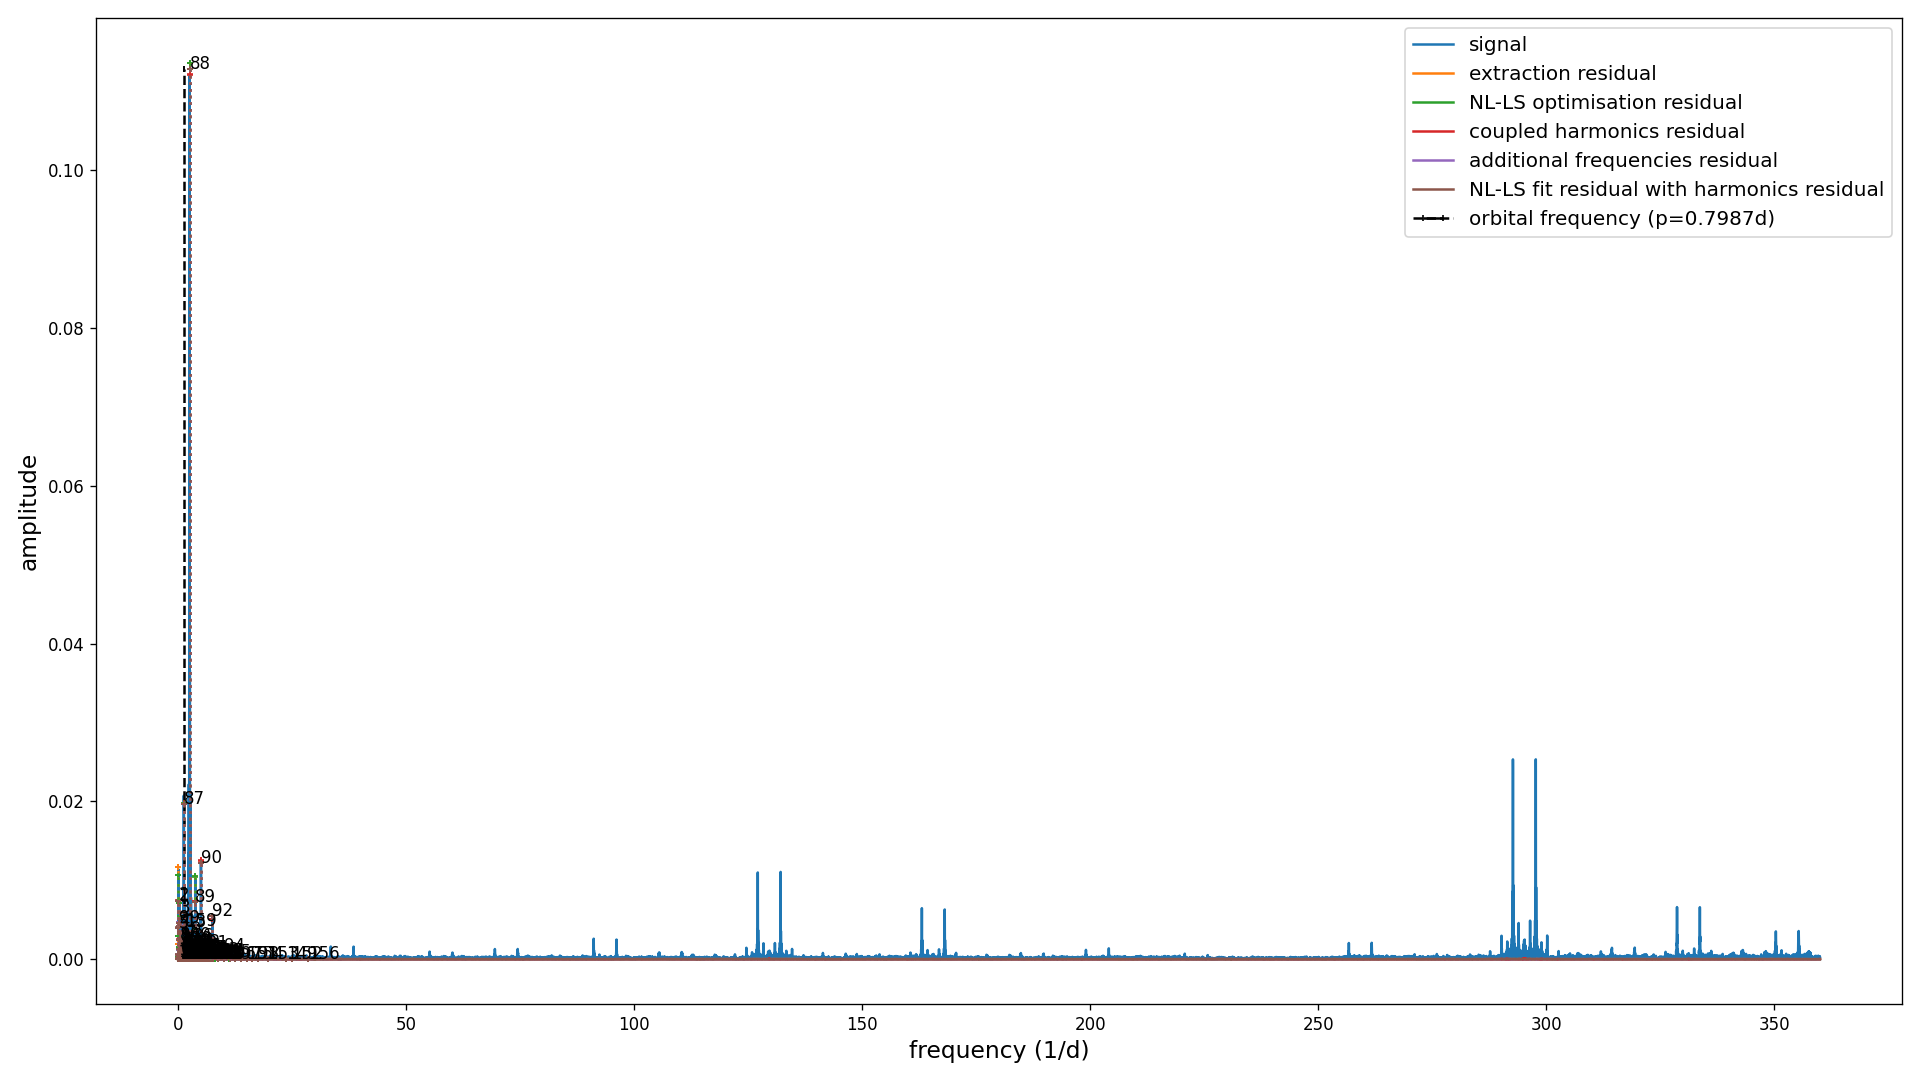 signal
extraction residual
NL-LS optimisation residual
coupled harmonics residual
additional frequencies residual
NL-LS fit residual with harmonics residual
orbital frequency (p=0.7987d)
88
87
90
89
92
amplitude
0.10
0.08
0.06
0.04
0.02
0.00
0
50
100
150
200
250
300
350
frequency (1/d)